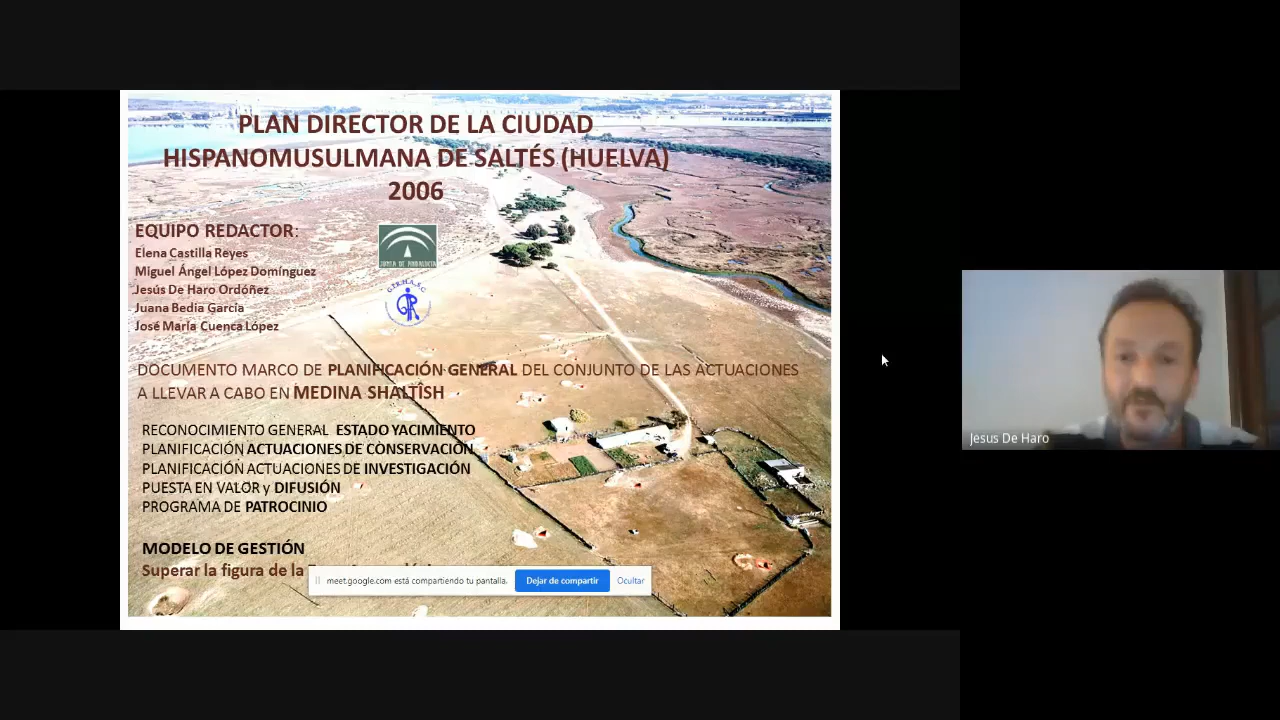 PLAN DIRECTOR DE LA CIUDAD
HISPANOMUSULMANA DE SALTÉS (HUELVA)
2006
EQUIPO REDACTOR:
Elena Castilla Reyes
Miguel Ángel López Domínguez
Jesús De Haro Ordóñez
Juana Bedia García
José María Cuenca López
JUNTA DE ANDALUCIA
DOCUMENTO MARCO DE PLANIFICACIÓN GENERAL DEL CONJUNTO DE LAS ACTUACIONES
A LLEVAR A CABO EN MEDINA SHALTÎSH
RECONOCIMIENTO GENERAL ESTADO YACIMIENTO
PLANIFICACIÓN ACTUACIONES DE CONSERVACIÓN
PLANIFICACIÓN ACTUACIONES DE INVESTIGACIÓN
PUESTA EN VALOR y DIFUSIÓN
PROGRAMA DE PATROCINIO
MODELO DE GESTIÓN
Superar la figura de la
meet.google.com está compartiendo tu pantalla.
Dejar de compartir
Ocultar
Jesus De Haro